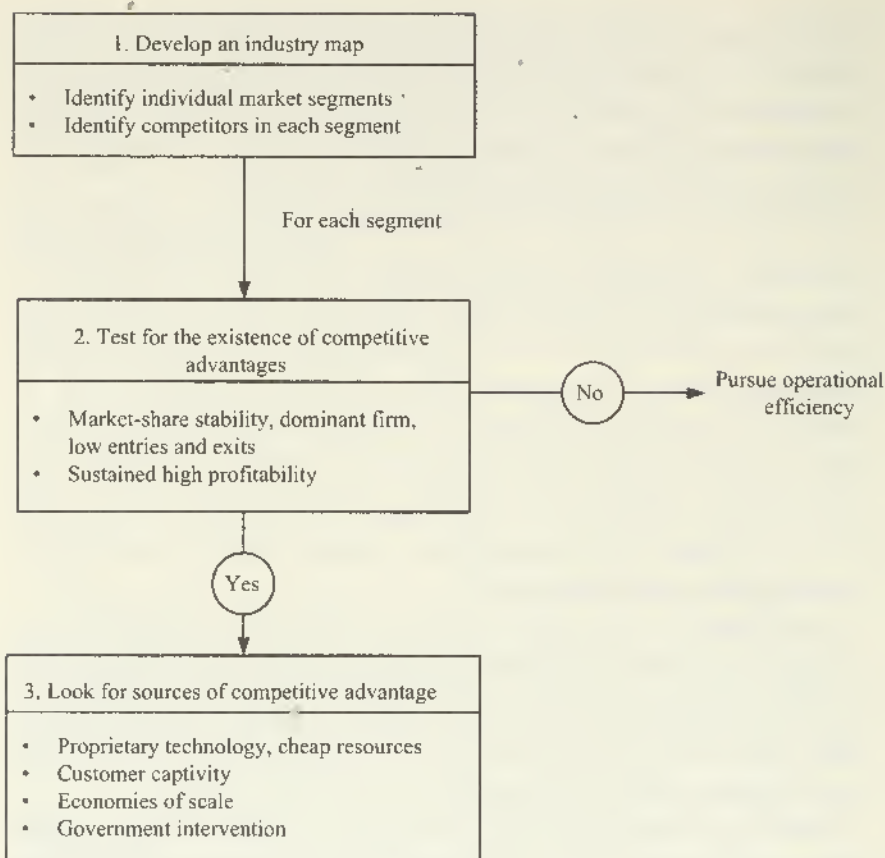 1. Develop an industry map
• Identify individual market segments
• Identify competitors in each segment
For each segment
2. Test for the existence of competitive
advantages
• Market-share stability, dominant firm,
low entries and exits
• Sustained high profitability
No
Pursue operational
efficiency
Yes
3. Look for sources of competitive advantage
• Proprietary technology, cheap resources
• Customer captivity
• Economies of scale
• Government intervention